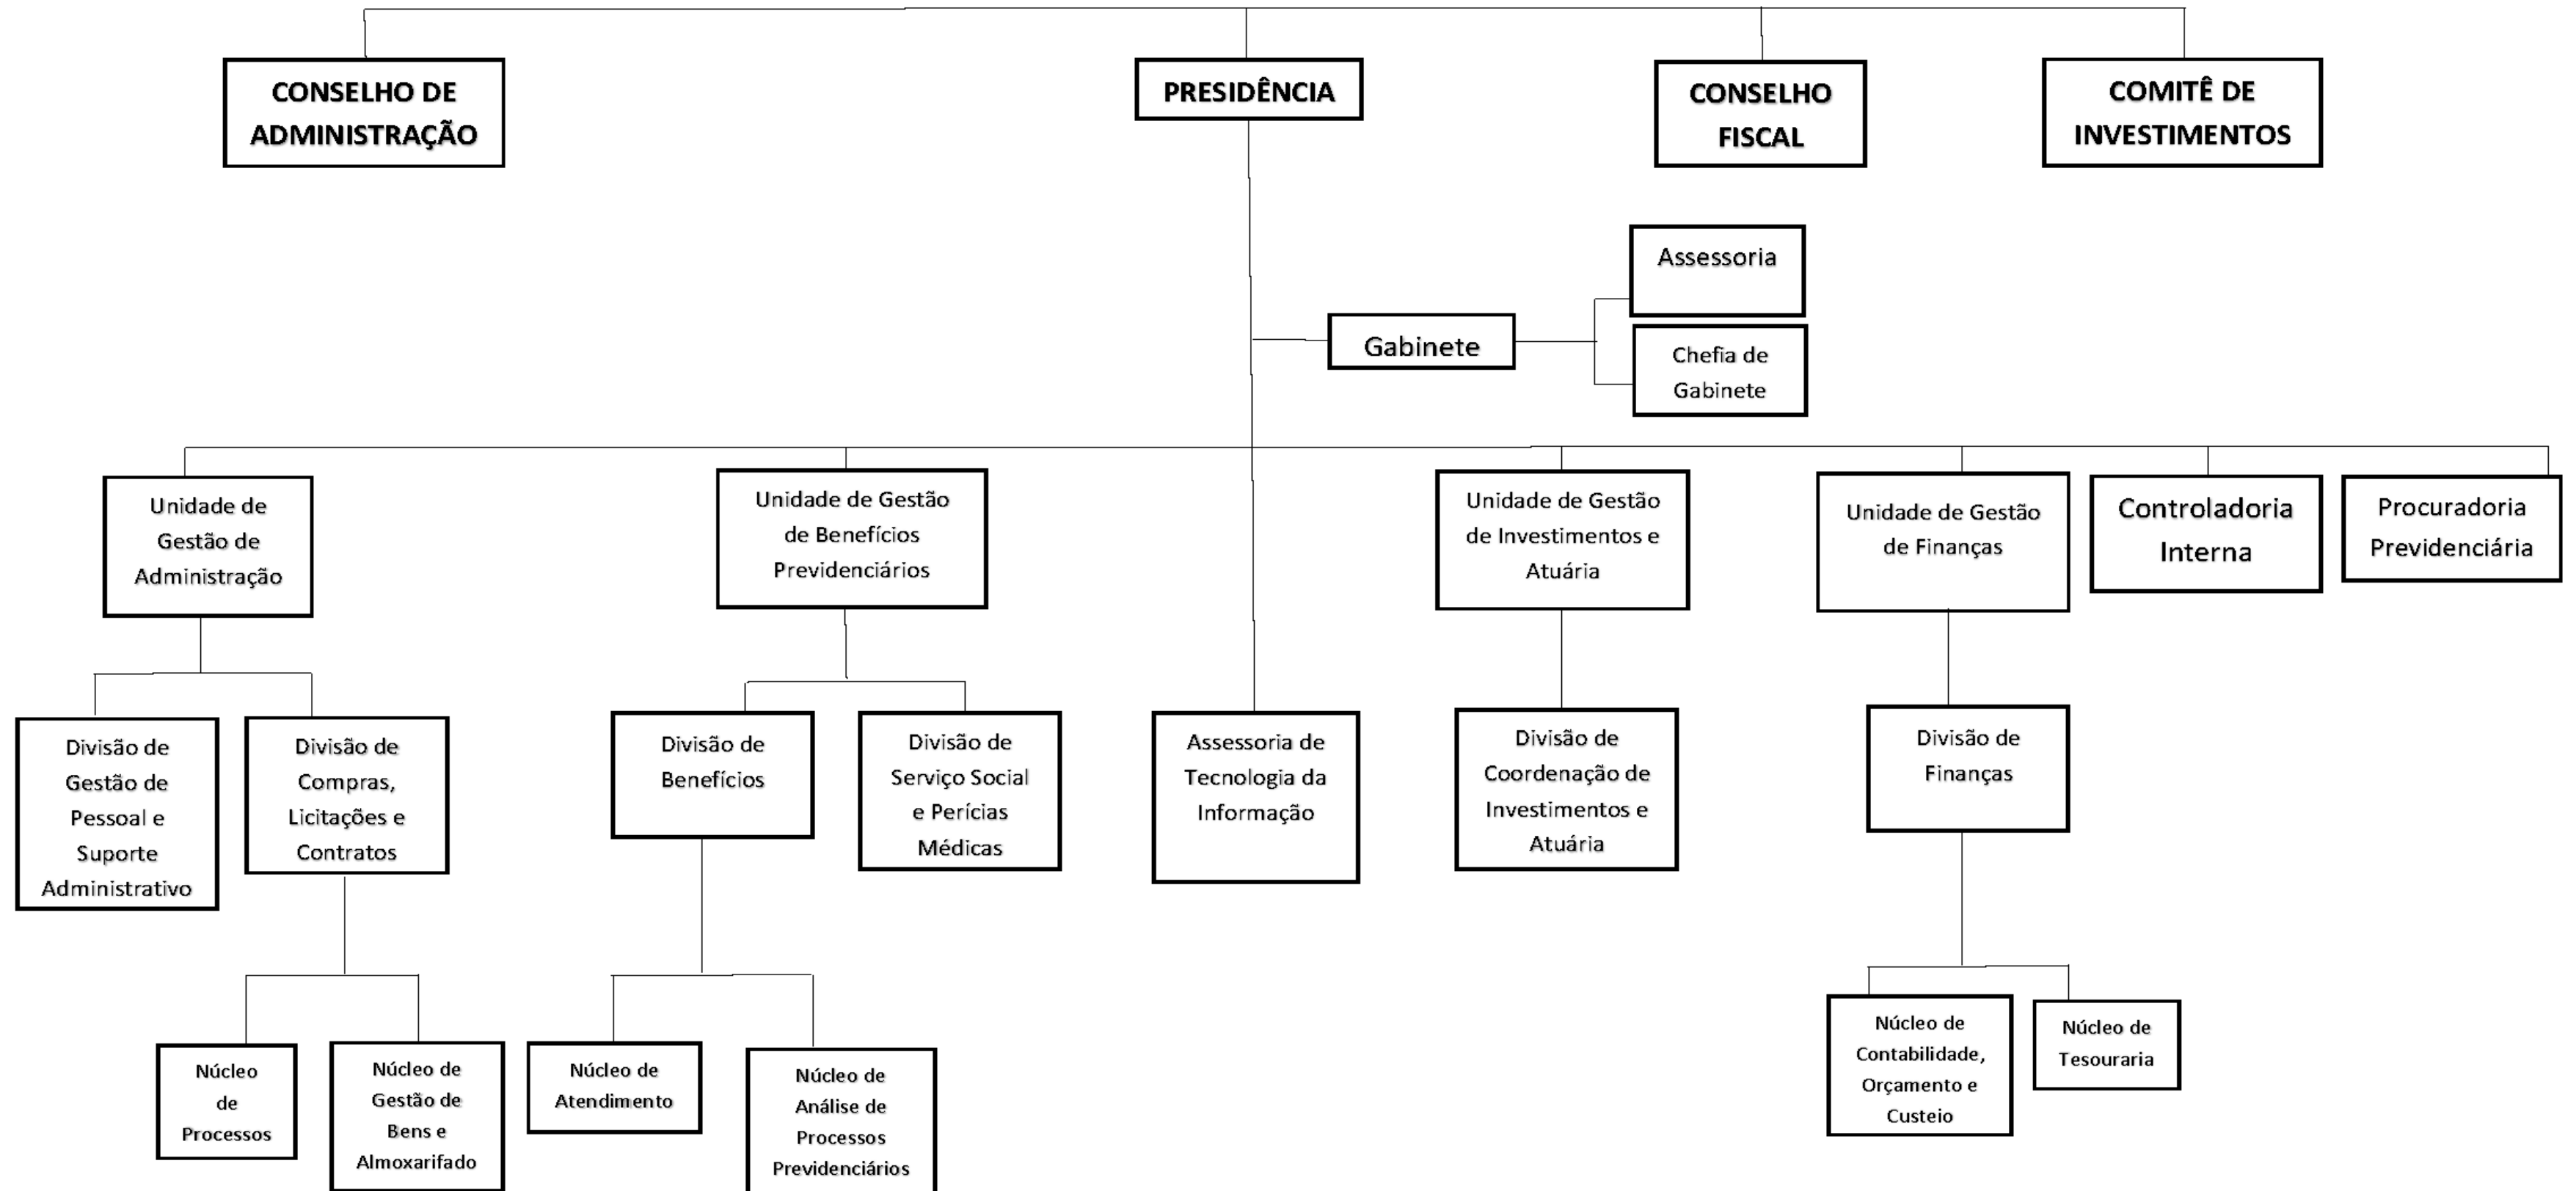 CONSELHO DE
ADMINISTRAÇÃO
PRESIDÊNCIA
CONSELHO
FISCAL
COMITÊ DE
INVESTIMENTOS
Assessoria
Gabinete
Chefia de
Gabinete
Unidade de
Gestão de
Administração
Unidade de Gestão
de Benefícios
Previdenciários
Unidade de Gestão
de Investimentos e
Atuária
Unidade de Gestão
de Finanças
Controladoria
Interna
Procuradoria
Previdenciária
Divisão de
Gestão de
Pessoal e
Suporte
Administrativo
Divisão de
Compras,
Licitações e
Contratos
Divisão de
Benefícios
Divisão de
Serviço Social
e Perícias
Médicas
Assessoria de
Tecnologia da
Informação
Divisão de
Coordenação de
Investimentos e
Atuária
Divisão de
Finanças
Núcleo
de
Processos
Núcleo de
Gestão de
Bens e
Almoxarifado
Núcleo de
Atendimento
Núcleo de
Análise de
Processos
Previdenciários
Núcleo de
Contabilidade,
Orçamento e
Custeio
Núcleo de
Tesouraria